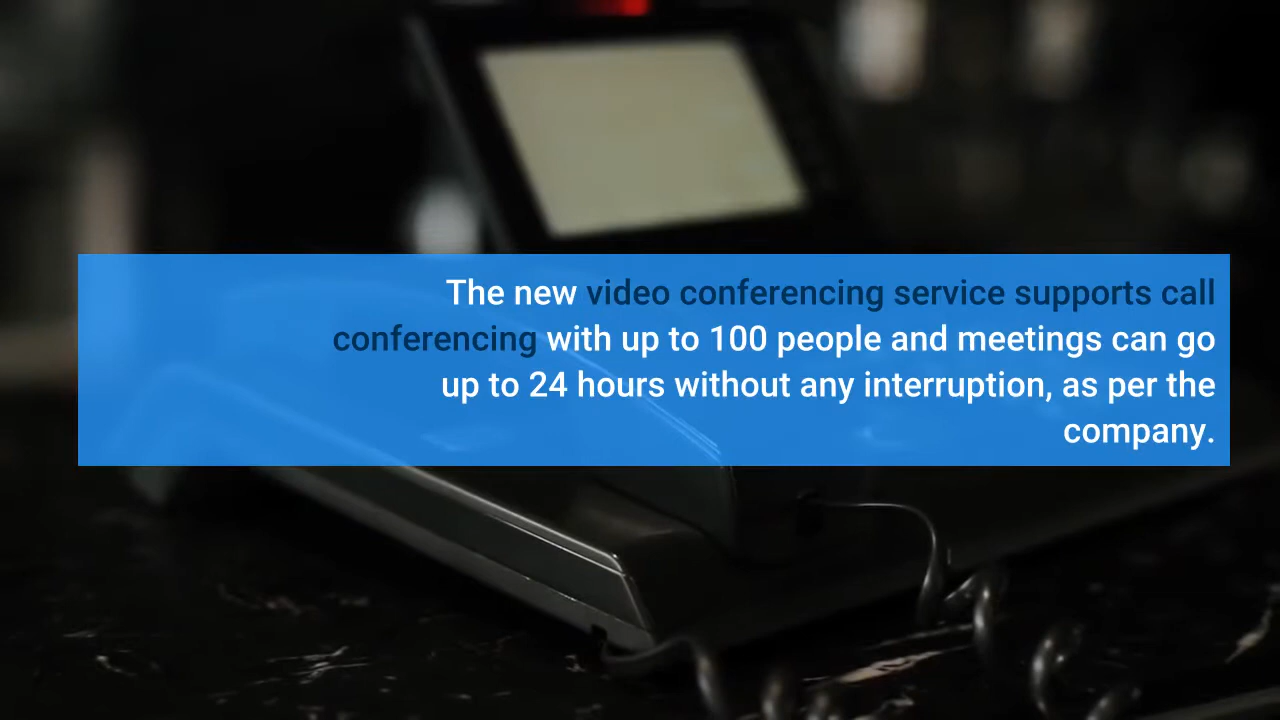 The new video conferencing service supports call
conferencing with up to 100 people and meetings can go
up to 24 hours without any interruption, as per the
company.